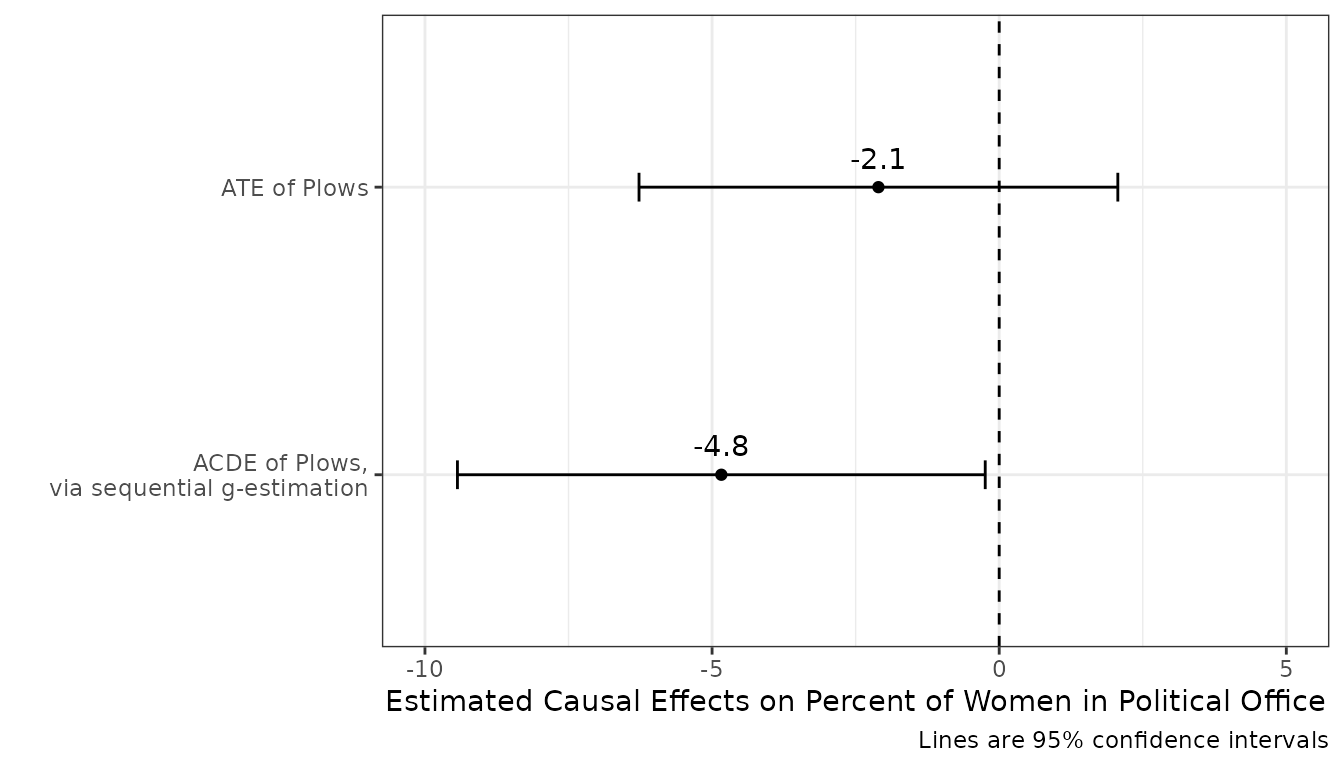 -2.1
ATE of Plows
-4.8
ACDE of Plows,
via sequential g-estimation
-10 -5 0 5
Estimated Causal Effects on Percent of Women in Political Office
Lines are 95% confidence intervals